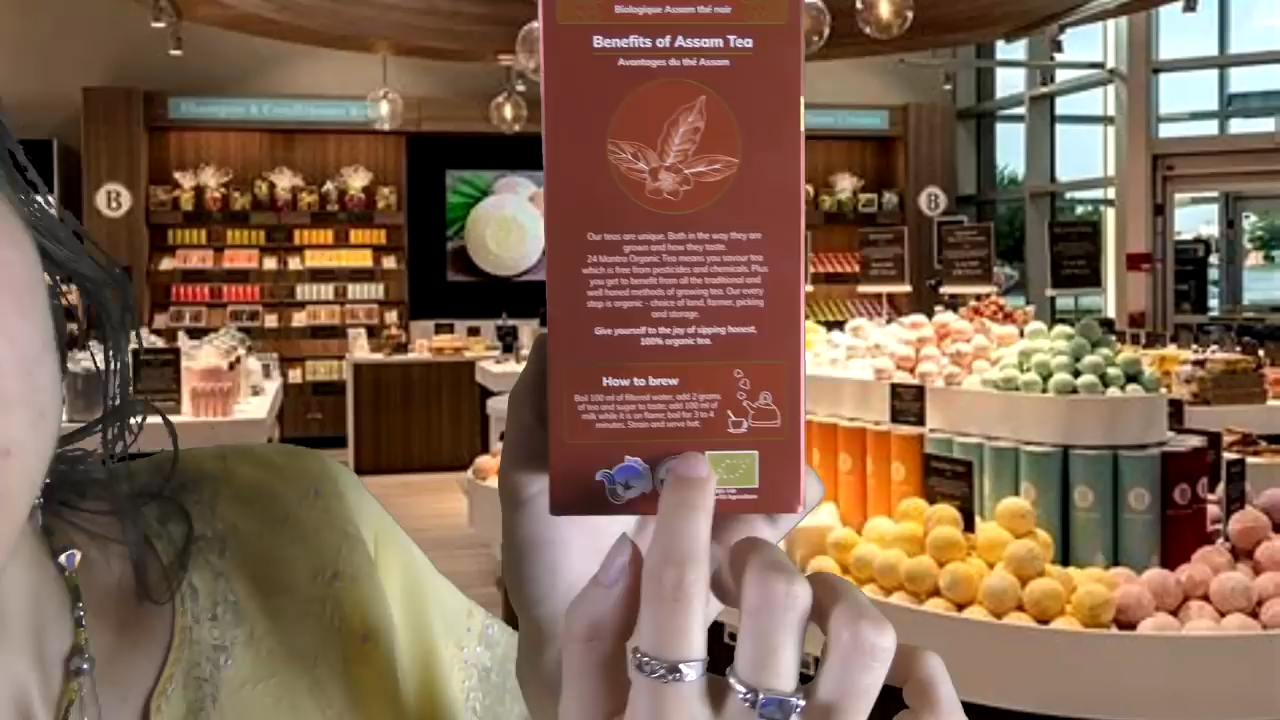 Biologique Assam thé noir
Benefits of Assam Tea
Avantages du thé Assam
Our teas are unique. Both in the way they are
grown and how they taste.
24 Mantra Organic Tea means you savour tea
which is free from pesticides and chemicals. Plus
you get to benefit from all the traditional and
well honed methods of growing tea. Our every
step is organic - choice of land, farmer, picking
and storage.
Give yourself to the joy of sipping honest,
100% organic tea.
How to brew
Boil 100 ml of filtered water, add 2 grams
of tea and sugar to taste, add 100 ml of
milk while it is on flame; boil for 3 to 4
minutes. Strain and serve hot.
Shampoo & Conditioner
B
B